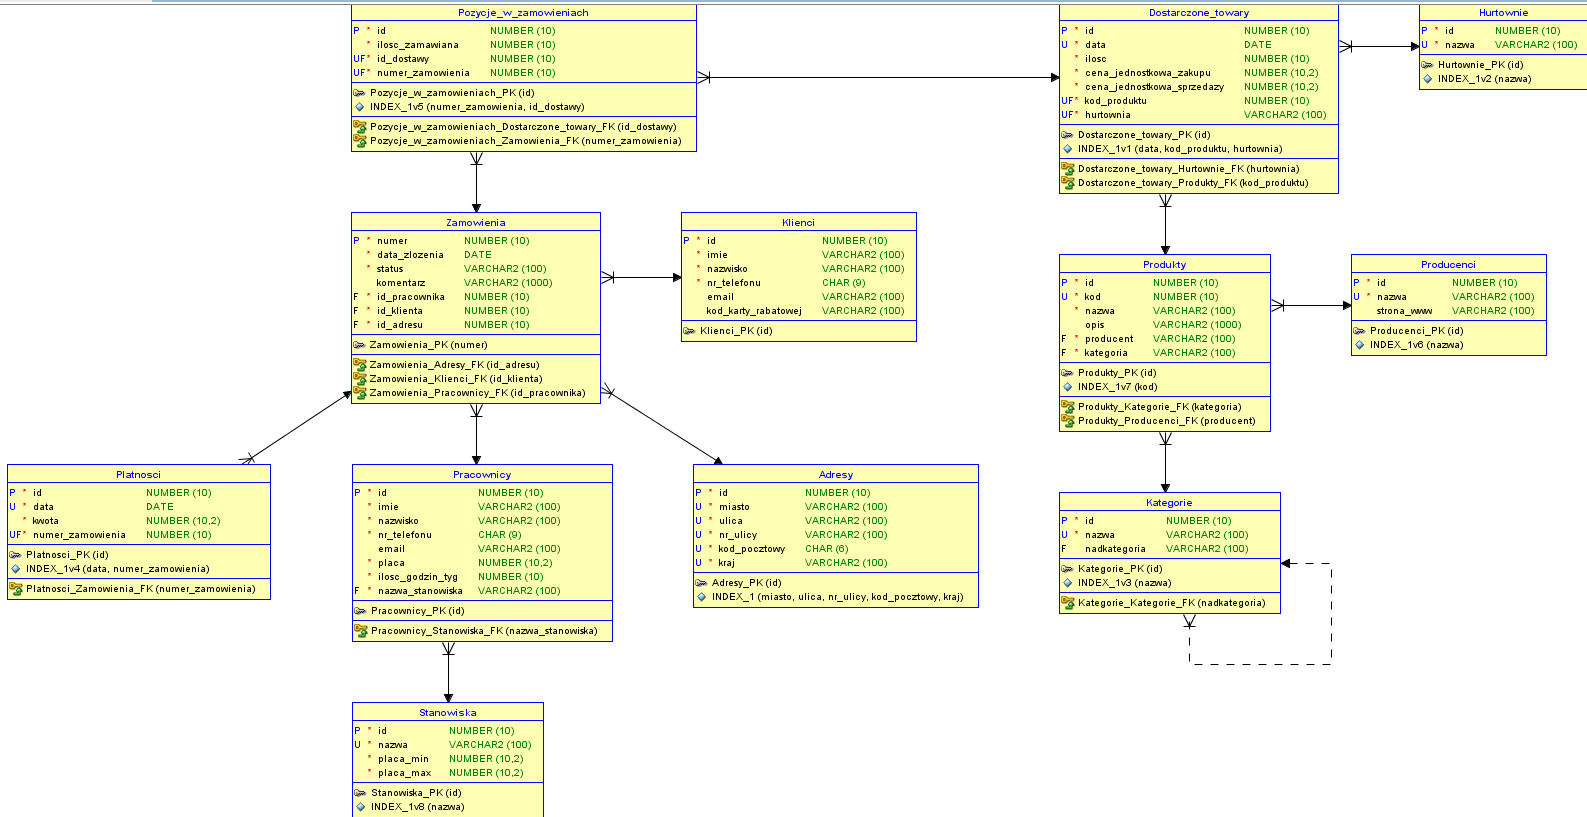 Pozycje_w_zamowieniach
P * id NUMBER (10)
* ilosc_zamawiana NUMBER (10)
UF* id_dostawy NUMBER (10)
UF* numer_zamowienia NUMBER (10)
Pozycje_w_zamowieniach_PK (id)
INDEX_1v5 (numer_zamowienia, id_dostawy)
Pozycje_w_zamowieniach_Dostarczone_towary_FK (id_dostawy)
Pozycje_w_zamowieniach_Zamowienia_FK (numer_zamowienia)
Dostarczone_towary
P * id NUMBER (10)
U * data DATE
* ilosc NUMBER (10)
* cena_jednostkowa_zakupu NUMBER (10,2)
* cena_jednostkowa_sprzedazy NUMBER (10,2)
UF* kod_produktu NUMBER (10)
UF* hurtownia VARCHAR2 (100)
Dostarczone_towary_PK (id)
INDEX_1v1 (data, kod_produktu, hurtownia)
Dostarczone_towary_Hurtownie_FK (hurtownia)
Dostarczone_towary_Produkty_FK (kod_produktu)
Hurtownie
P * id NUMBER (10)
U * nazwa VARCHAR2 (100)
Hurtownie_PK (id)
INDEX_1v2 (nazwa)
Zamowienia
P * numer NUMBER (10)
* data_zlozenia DATE
* status VARCHAR2 (100)
komentarz VARCHAR2 (1000)
F * id_pracownika NUMBER (10)
F * id_klienta NUMBER (10)
F * id_adresu NUMBER (10)
Zamowienia_PK (numer)
Zamowienia_Adresy_FK (id_adresu)
Zamowienia_Klienci_FK (id_klienta)
Zamowienia_Pracownicy_FK (id_pracownika)
Klienci
P * id NUMBER (10)
* imie VARCHAR2 (100)
* nazwisko VARCHAR2 (100)
* nr_telefonu CHAR (9)
email VARCHAR2 (100)
kod_karty_rabatowej VARCHAR2 (100)
Klienci_PK (id)
Produkty
P * id NUMBER (10)
U * kod NUMBER (10)
* nazwa VARCHAR2 (100)
opis VARCHAR2 (1000)
F * producent VARCHAR2 (100)
F * kategoria VARCHAR2 (100)
Produkty_PK (id)
INDEX_1v7 (kod)
Produkty_Kategorie_FK (kategoria)
Produkty_Producenci_FK (producent)
Producenci
P * id NUMBER (10)
U * nazwa VARCHAR2 (100)
strona_www VARCHAR2 (100)
Producenci_PK (id)
INDEX_1v6 (nazwa)
Platnosci
P * id NUMBER (10)
U * data DATE
* kwota NUMBER (10,2)
UF* numer_zamowienia NUMBER (10)
Platnosci_PK (id)
INDEX_1v4 (data, numer_zamowienia)
Platnosci_Zamowienia_FK (numer_zamowienia)
Pracownicy
P * id NUMBER (10)
* imie VARCHAR2 (100)
* nazwisko VARCHAR2 (100)
* nr_telefonu CHAR (9)
email VARCHAR2 (100)
* placa NUMBER (10,2)
* ilosc_godzin_tyg NUMBER (10)
F * nazwa_stanowiska VARCHAR2 (100)
Pracownicy_PK (id)
Pracownicy_Stanowiska_FK (nazwa_stanowiska)
Adresy
P * id NUMBER (10)
U * miasto VARCHAR2 (100)
U * ulica VARCHAR2 (100)
U * nr_ulicy VARCHAR2 (100)
U * kod_pocztowy CHAR (6)
U * kraj VARCHAR2 (100)
Adresy_PK (id)
INDEX_1 (miasto, ulica, nr_ulicy, kod_pocztowy, kraj)
Kategorie
P * id NUMBER (10)
U * nazwa VARCHAR2 (100)
F nadkategoria VARCHAR2 (100)
Kategorie_PK (id)
INDEX_1v3 (nazwa)
Kategorie_Kategorie_FK (nadkategoria)
Stanowiska
P * id NUMBER (10)
U * nazwa VARCHAR2 (100)
* placa_min NUMBER (10,2)
* placa_max NUMBER (10,2)
Stanowiska_PK (id)
INDEX_1v8 (nazwa)